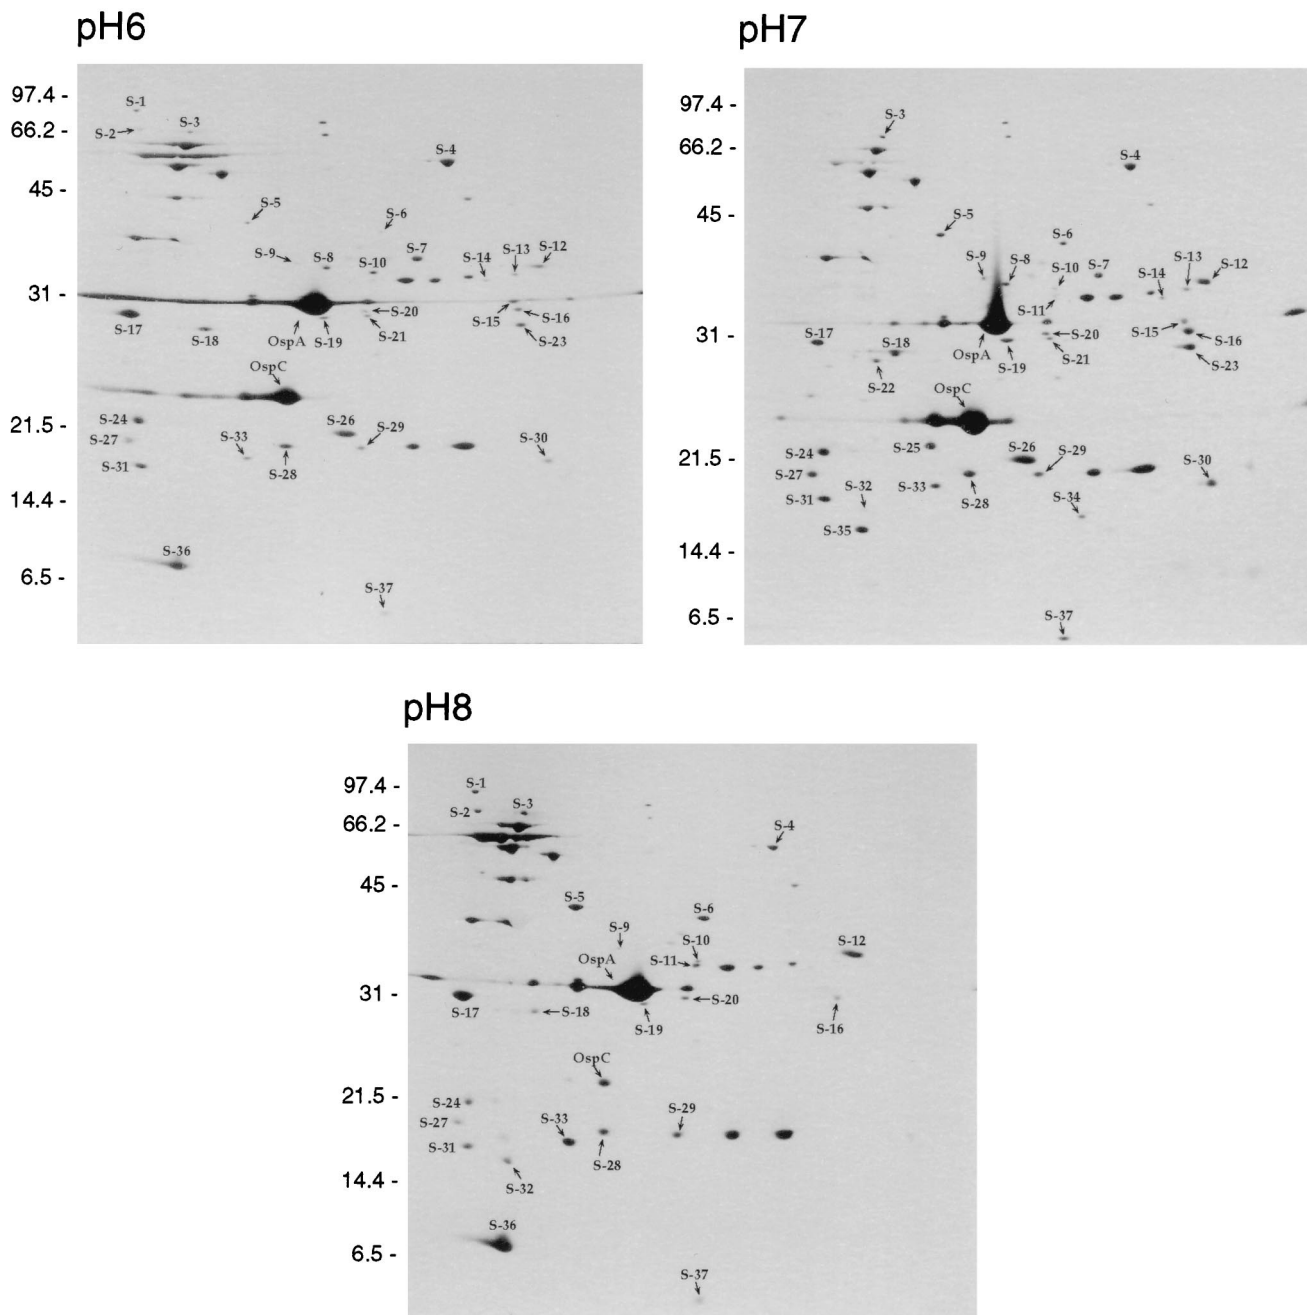 pH6
97.4 -
66.2 -
45 -
31 -
21.5 -
14.4 -
6.5 -
S-1
S-2
S-3
S-4
S-5
S-6
S-9
S-8
S-10
S-7
S-14
S-13
S-12
S-17
S-18
OspA
S-19
S-20
S-21
S-15
S-16
S-23
OspC
S-24
S-27
S-31
S-33
S-28
S-26
S-29
S-30
S-36
S-37
pH7
97.4 -
66.2 -
45 -
31 -
21.5 -
14.4 -
6.5 -
S-3
S-4
S-5
S-6
S-9
S-8
S-10
S-7
S-14
S-13
S-12
S-11
S-17
S-18
S-22
OspA
S-19
S-20
S-21
S-15
S-16
S-23
OspC
S-24
S-25
S-26
S-29
S-27
S-32
S-33
S-28
S-30
S-31
S-34
S-35
S-37
pH8
97.4 -
66.2 -
45 -
31 -
21.5 -
14.4 -
6.5 -
S-1
S-2
S-3
S-4
S-5
S-6
S-9
S-10
S-12
OspA
S-11
S-17
S-18
S-19
S-20
S-16
OspC
S-24
S-27
S-33
S-29
S-31
S-28
S-32
S-36
S-37